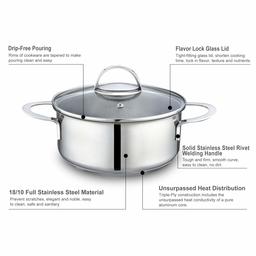 Drip-Free Pouring
Rims of cookware are tapered to make
pouring clean and easy
Flavor Lock Glass Lid
Tight-fitting glass lid, shorten cooking
time, lock in flavor, texture and nutrients
Solid Stainless Steel Rivet
Welding Handle
Tough and firm, smooth curve,
easy to clean, no dirt
18/10 Full Stainless Steel Material
Prevent scratches, elegant and noble, easy
to clean, safe and sanitary
Unsurpassed Heat Distribution
Triple-Ply construction includes the
unsurpassed heat conductivity of a pure
aluminum core.